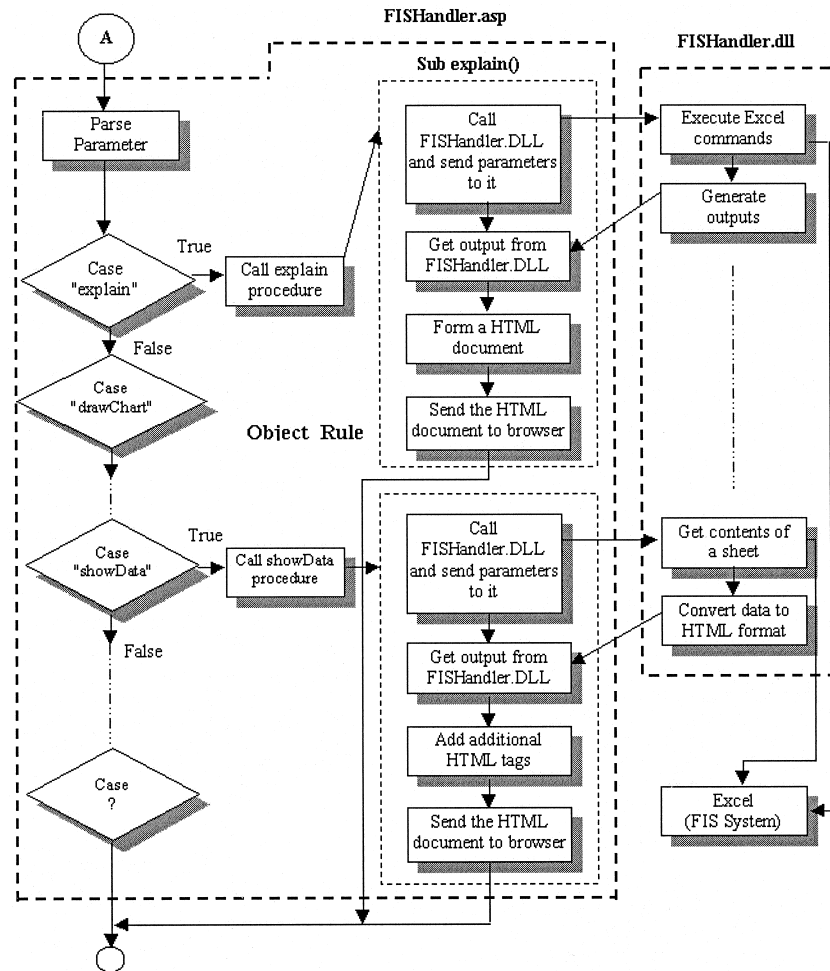 FISHandler.asp
FISHandler.dll
A
Sub explain()
Parse
Parameter
Call
FISHandler.DLL
and send parameters
to it
Execute Excel
commands
Generate
outputs
True
Case
"explain"
Call explain
procedure
Get output from
FISHandler.DLL
False
Form a HTML
document
Case
"drawChart"
Object Rule
Send the HTML
document to browser
True
Case
"showData"
Call showData
procedure
Call
FISHandler.DLL
and send parameters
to it
Get contents of
a sheet
Convert data to
HTML format
False
Get output from
FISHandler.DLL
Add additional
HTML tags
Case
?
Send the HTML
document to browser
Excel
(FIS System)